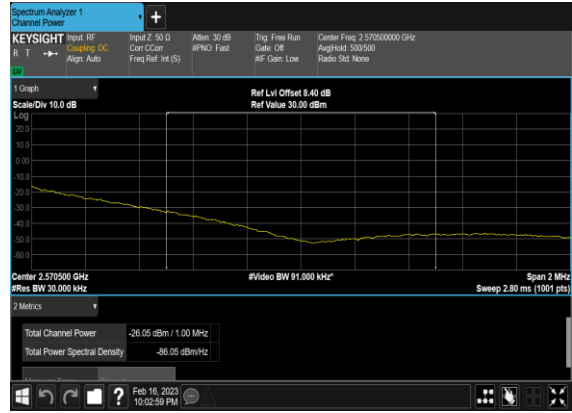 Spectrum Analyzer 1
Channel Power
KEYSIGHT Input: RF Input Z: 50 Ω Atten: 30 dB Trig: Free Run Center Freq: 2.570500000 GHz
R T Coupling: DC Corr CCorr #PNO: Fast Gate: Off Avg|Hold: 500/500
Align: Auto Freq Ref: Int (S) #IF Gain: Low Radio Std: None
1 Graph
Ref Lvl Offset 8.40 dB
Scale/Div 10.0 dB Ref Value 30.00 dBm
Log
20.0
10.0
0.00
-10.0
-20.0
-30.0
-40.0
-50.0
-60.0
Center 2.570500 GHz #Video BW 91.000 kHz* Span 2 MHz
#Res BW 30.000 kHz Sweep 2.80 ms (1001 pts)
2 Metrics
Total Channel Power -26.05 dBm / 1.00 MHz
Total Power Spectral Density -86.05 dBm/Hz
? Feb 16, 2023
10:02:59 PM